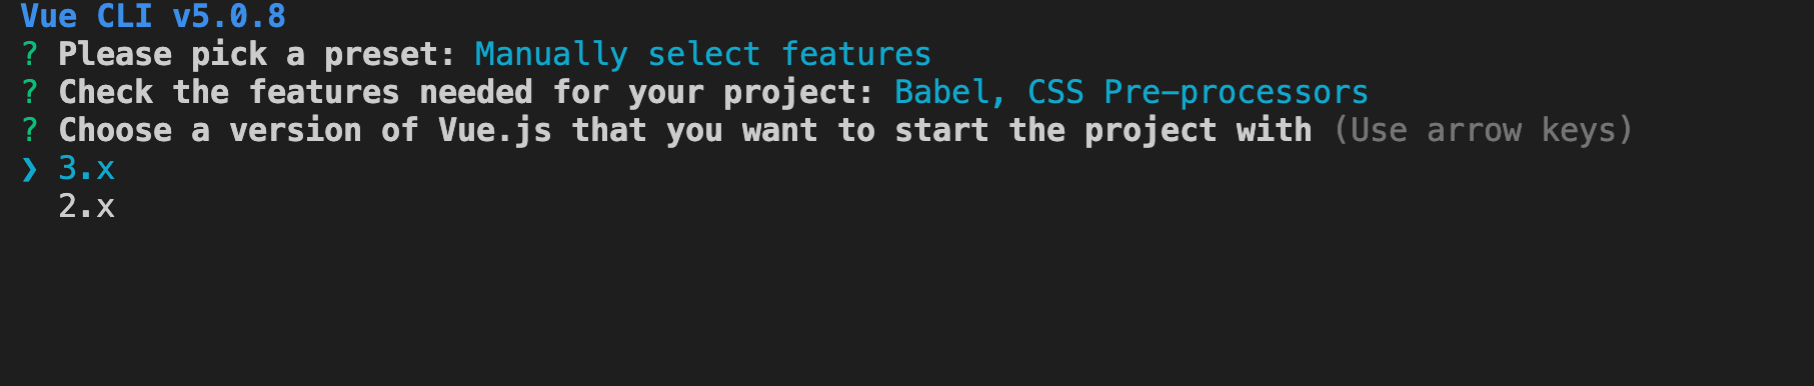 Vue CLI v5.0.8
? Please pick a preset: Manually select features
? Check the features needed for your project: Babel, CSS Pre-processors
? Choose a version of Vue.js that you want to start the project with (Use arrow keys)
❯ 3.x
2.x